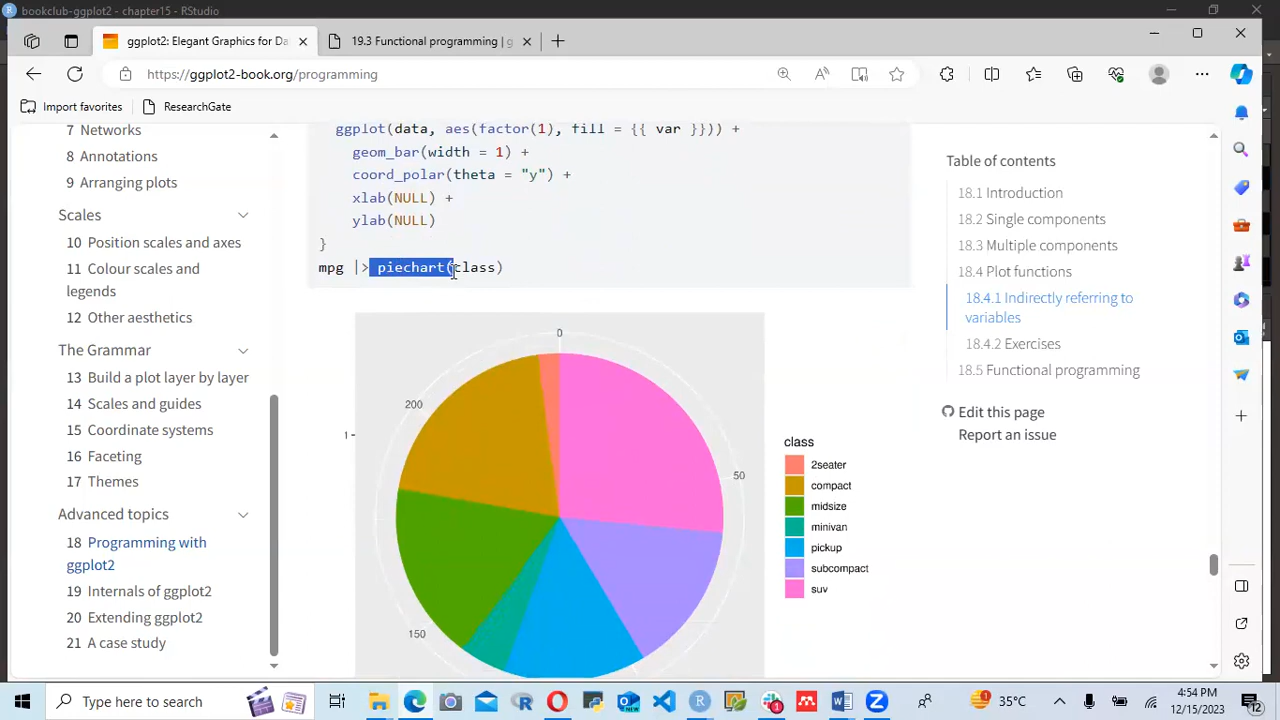 bookclub-ggplot2 - chapter15 - RStudio
ggplot2: Elegant Graphics for Da
19.3 Functional programming | g
https://ggplot2-book.org/programming
Import favorites
ResearchGate
7 Networks
8 Annotations
9 Arranging plots
Scales
10 Position scales and axes
11 Colour scales and
legends
12 Other aesthetics
The Grammar
13 Build a plot layer by layer
14 Scales and guides
15 Coordinate systems
16 Faceting
17 Themes
Advanced topics
18 Programming with
ggplot2
19 Internals of ggplot2
20 Extending ggplot2
21 A case study
ggplot(data, aes(factor(1), fill = {{ var }})) +
geom_bar(width = 1) +
coord_polar(theta = "y") +
xlab(NULL) +
ylab(NULL)
}
mpg |> piechart(class)
0
200
1
50
150
class
2seater
compact
midsize
minivan
pickup
subcompact
suv
Table of contents
18.1 Introduction
18.2 Single components
18.3 Multiple components
18.4 Plot functions
18.4.1 Indirectly referring to
variables
18.4.2 Exercises
18.5 Functional programming
Edit this page
Report an issue
Type here to search
35°C
4:54 PM
12/15/2023
12